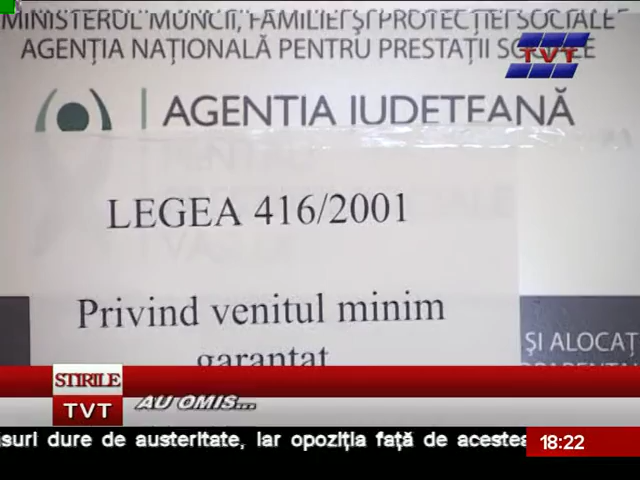 MINISTERUL MUNCII, FAMILIEI ŞI PROTECŢIEI SOCIALE
AGENŢIA NAŢIONALĂ PENTRU PRESTAŢII
TVT
AGENTIA IUDETEANĂ
LEGEA 416/2001
Privind venitul minim
garantat
ŞI ALOCAŢ
STIRILE
TVT
AU OMIS...
suri dure de austeritate, iar opoziţia faţă de acestea
18:22